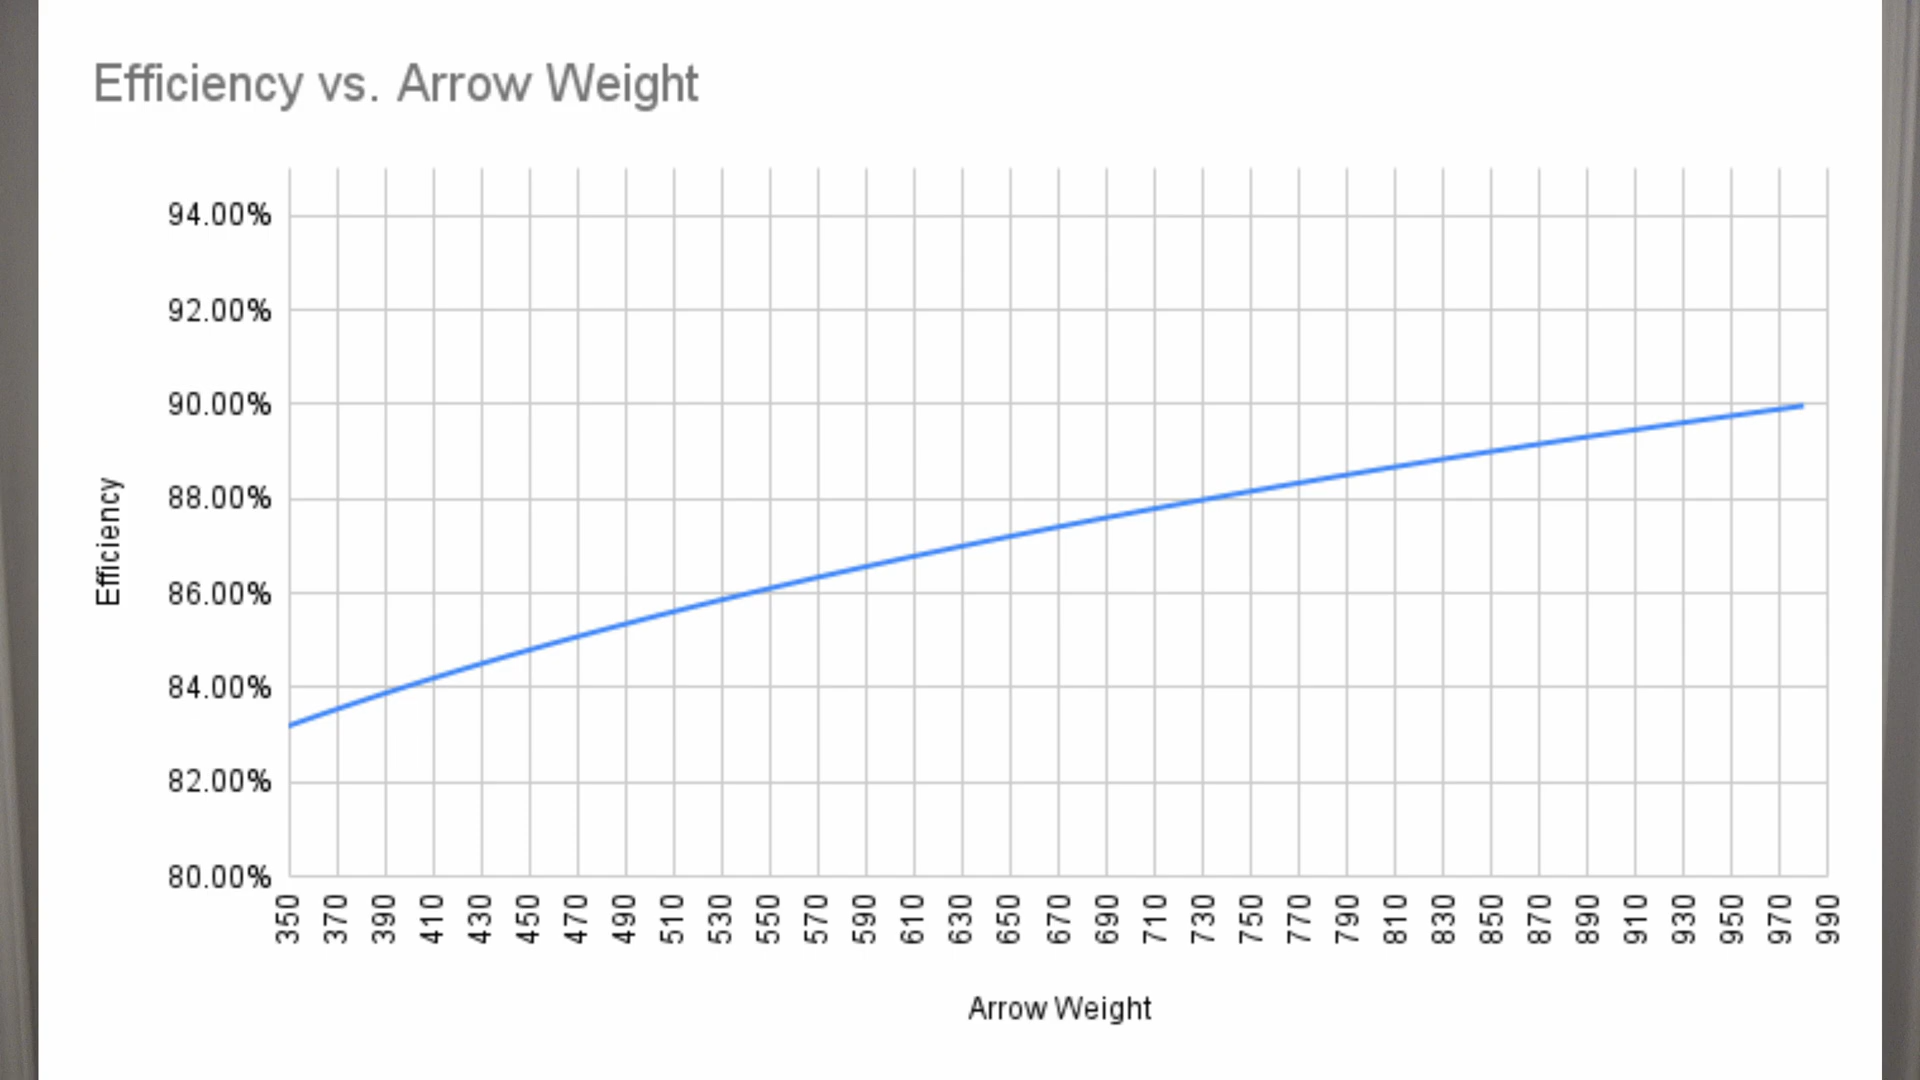 Efficiency vs. Arrow Weight
94.00%
92.00%
90.00%
88.00%
86.00%
84.00%
82.00%
80.00%
Efficiency
350 370 390 410 430 450 470 490 510 530 550 570 590 610 630 650 670 690 710 730 750 770 790 810 830 850 870 890 910 930 950 970 990
Arrow Weight